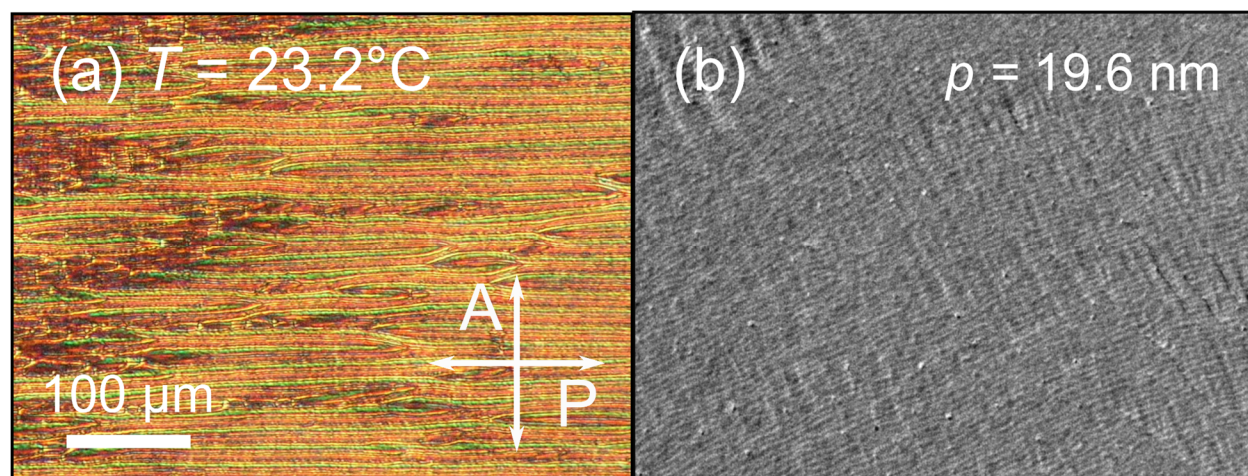 (a) T = 23.2°C
A
P
100 μm
(b) p = 19.6 nm